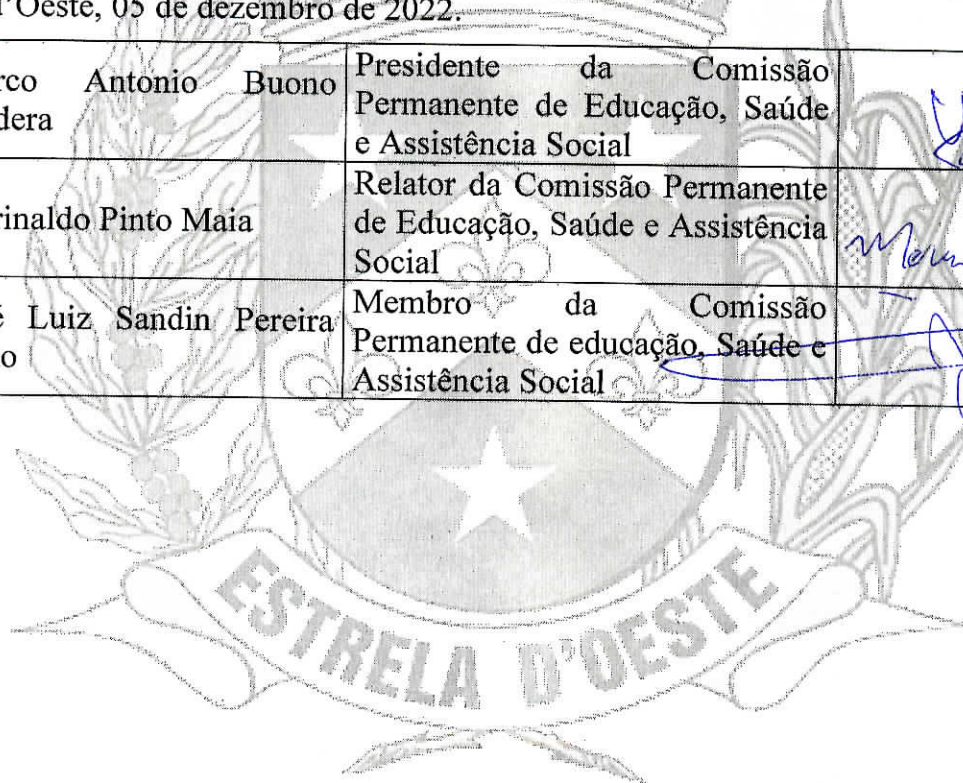 'Oeste, 05 de dezembro de 2022.
rco Antonio Buono
dera
Presidente da Comissão
Permanente de Educação, Saúde
e Assistência Social
rinaldo Pinto Maia
Relator da Comissão Permanente
de Educação, Saúde e Assistência
Social
é Luiz Sandin Pereira
o
Membro da Comissão
Permanente de educação, Saúde e
Assistência Social
ESTRELA D'OESTE